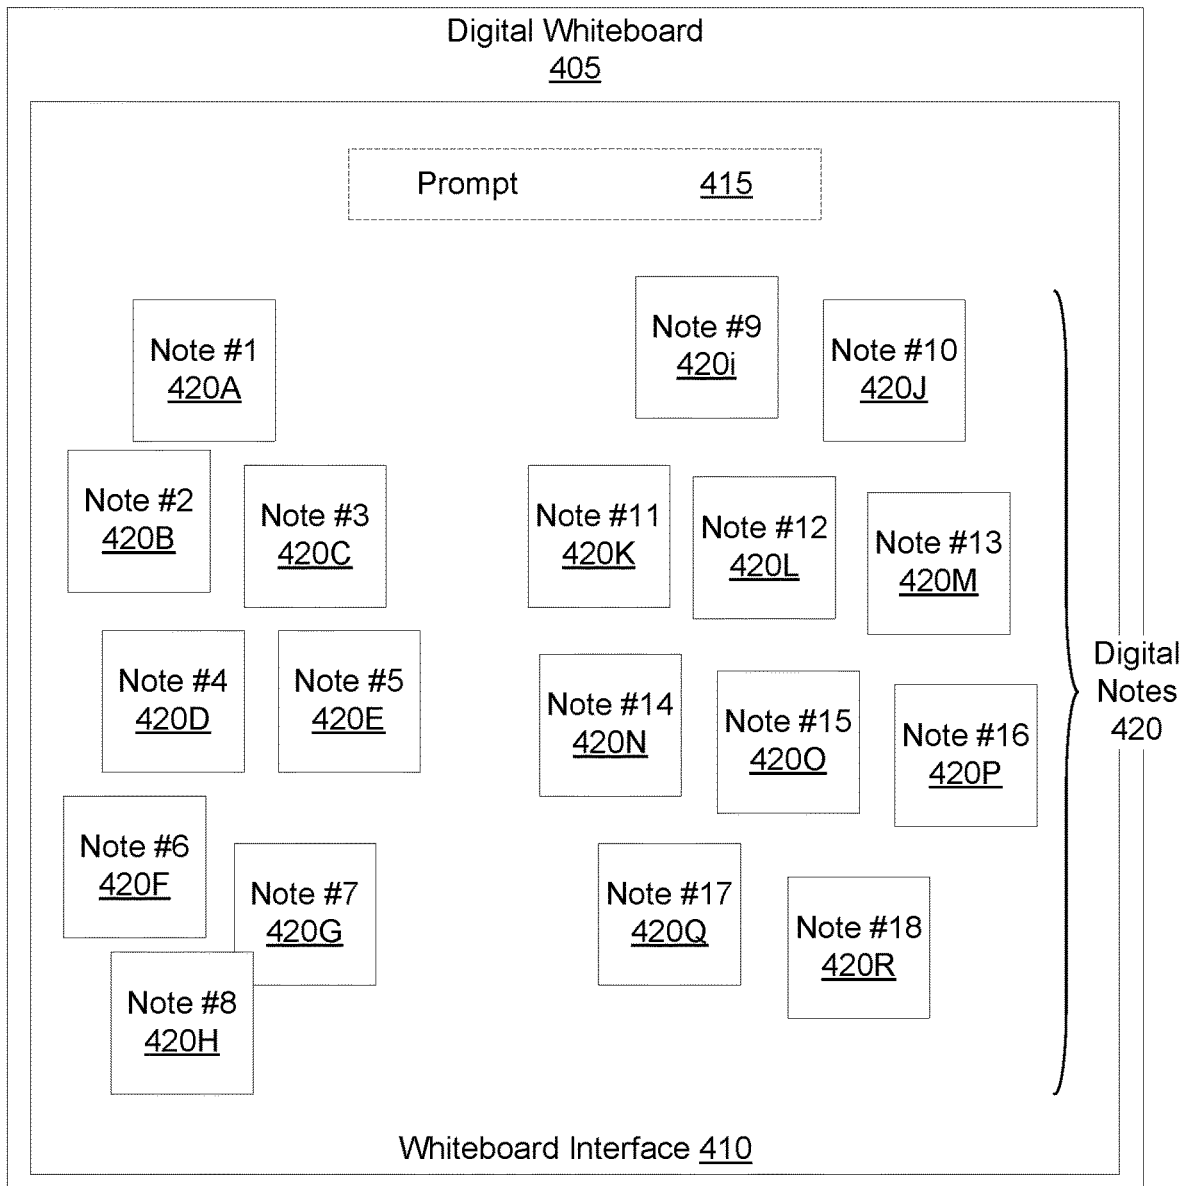 Digital Whiteboard
405
Prompt 415
Note #1
420A
Note #2
420B
Note #3
420C
Note #4
420D
Note #5
420E
Note #6
420F
Note #7
420G
Note #8
420H
Note #9
420i
Note #10
420J
Note #11
420K
Note #12
420L
Note #13
420M
Note #14
420N
Note #15
420O
Note #16
420P
Note #17
420Q
Note #18
420R
Digital
Notes
420
Whiteboard Interface 410